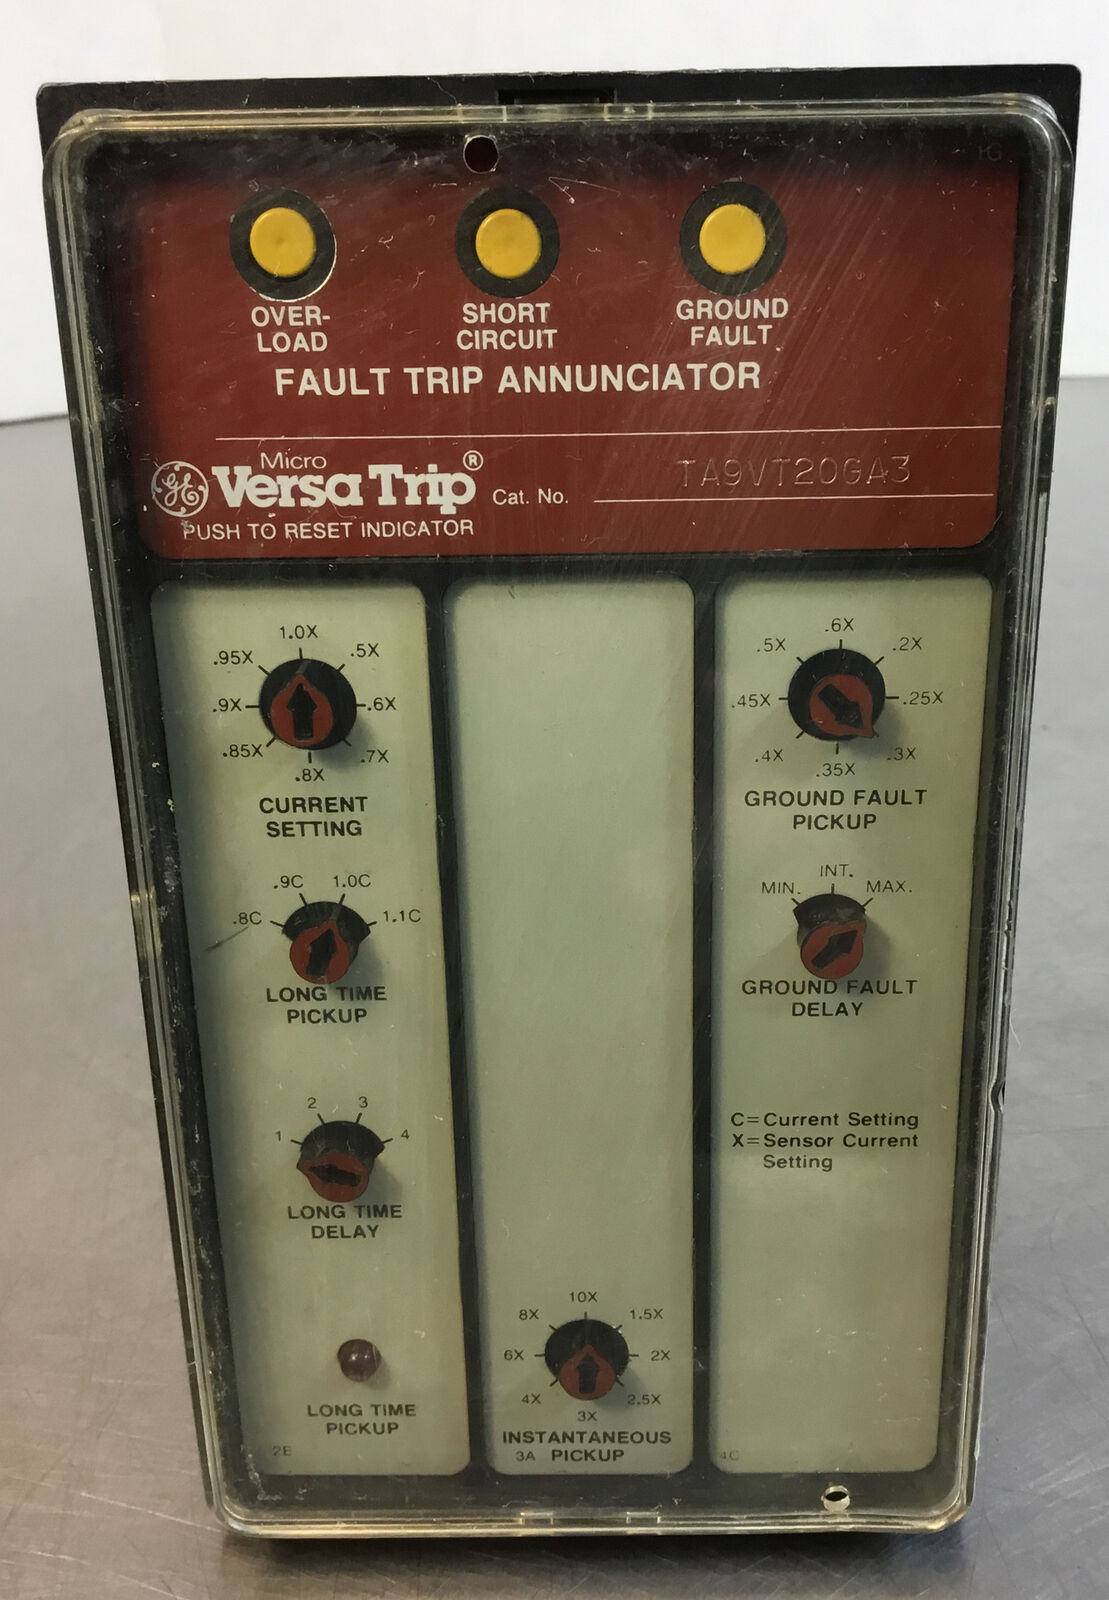 OVER-
LOAD
SHORT
CIRCUIT
GROUND
FAULT
FAULT TRIP ANNUNCIATOR
GE Micro
VersaTrip®
Cat. No. TA9VT20GA3
PUSH TO RESET INDICATOR
1.0X
.95X .5X
.9X .6X
.85X .7X
.8X
CURRENT
SETTING
.9C 1.0C
.8C 1.1C
LONG TIME
PICKUP
2 3
1 4
LONG TIME
DELAY
LONG TIME
PICKUP
2E
10X
8X 1.5X
6X 2X
4X 2.5X
3X
INSTANTANEOUS
3A PICKUP
.6X
.5X .2X
.45X .25X
.4X .3X
.35X
GROUND FAULT
PICKUP
INT.
MIN. MAX.
GROUND FAULT
DELAY
C=Current Setting
X=Sensor Current
Setting
4C